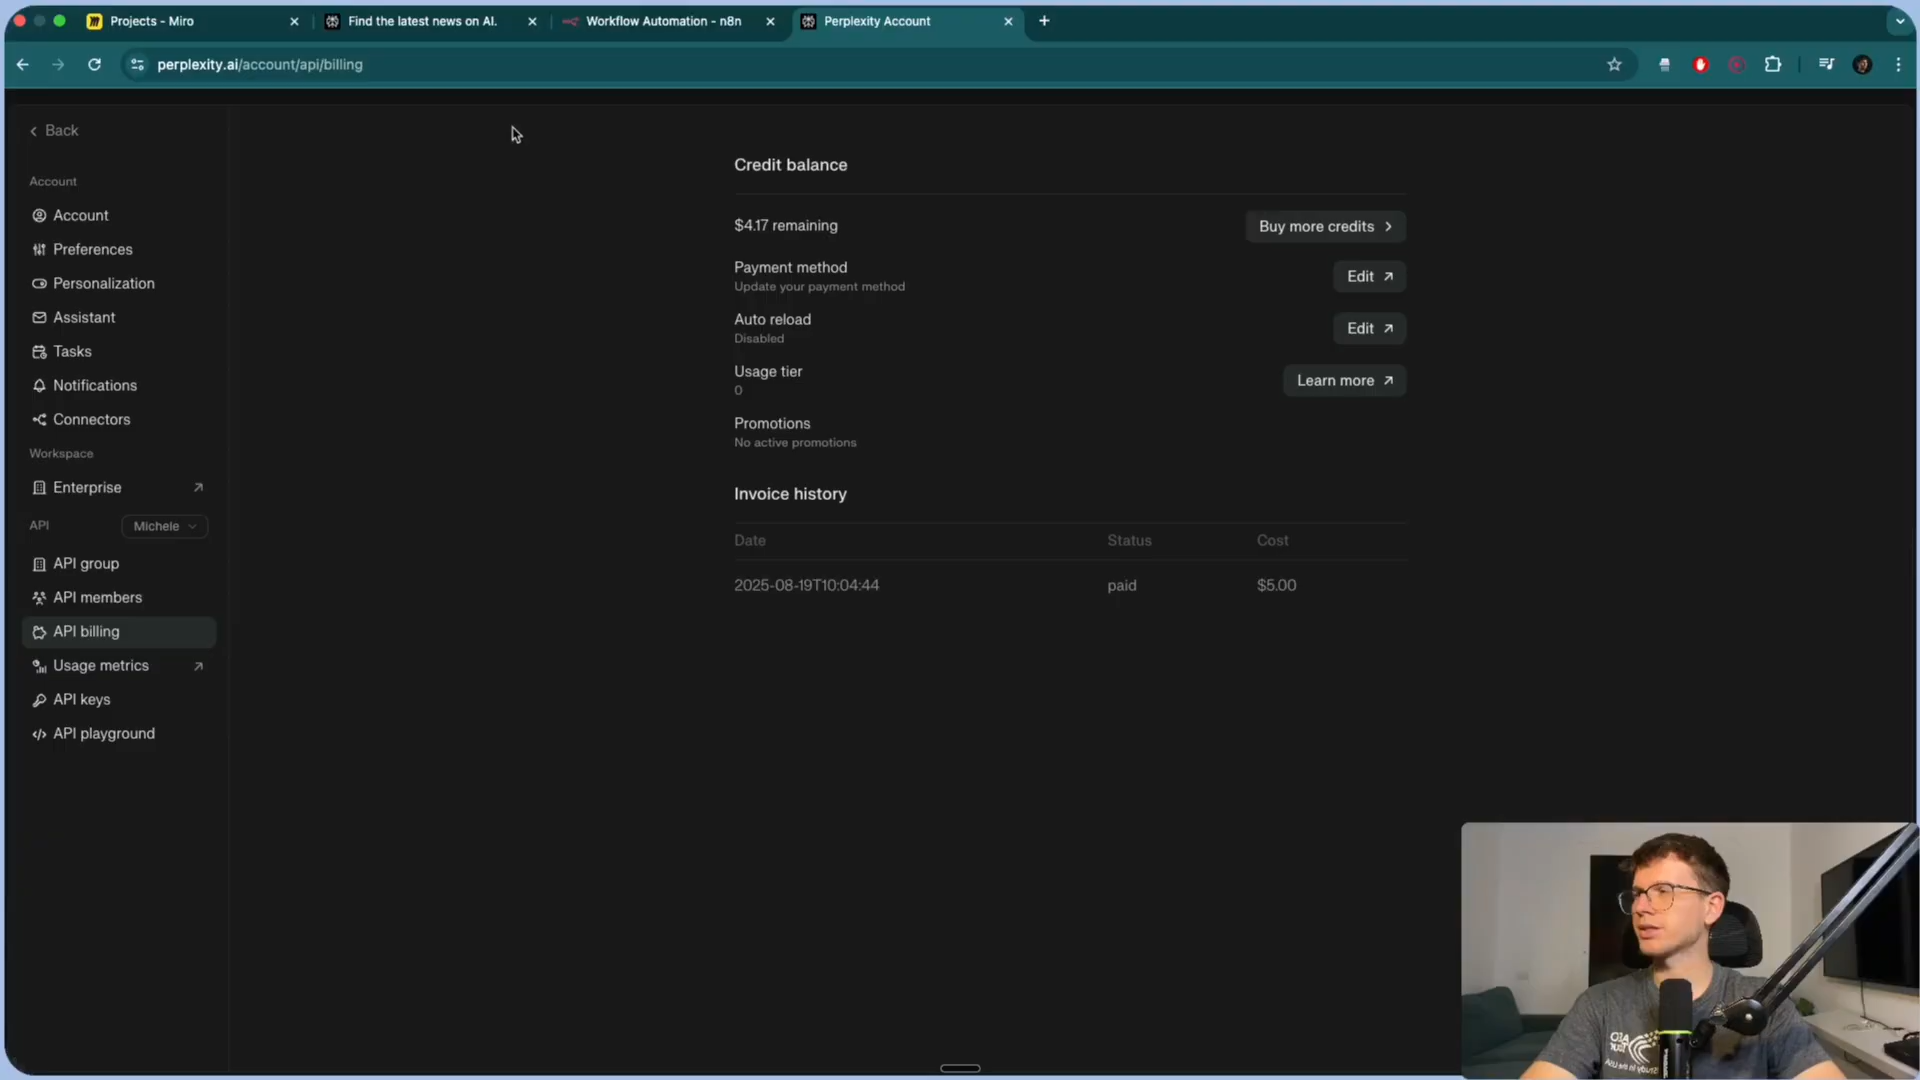 Projects - Miro
Find the latest news on AI.
Workflow Automation - n8n
Perplexity Account
perplexity.ai/account/api/billing
Back
Account
Account
Preferences
Personalization
Assistant
Tasks
Notifications
Connectors
Workspace
Enterprise
API
Michele
API group
API members
API billing
Usage metrics
API keys
API playground
Credit balance
$4.17 remaining
Buy more credits
Payment method
Update your payment method
Edit
Auto reload
Disabled
Edit
Usage tier
0
Learn more
Promotions
No active promotions
Invoice history
Date Status Cost
2025-08-19T10:04:44 paid $5.00